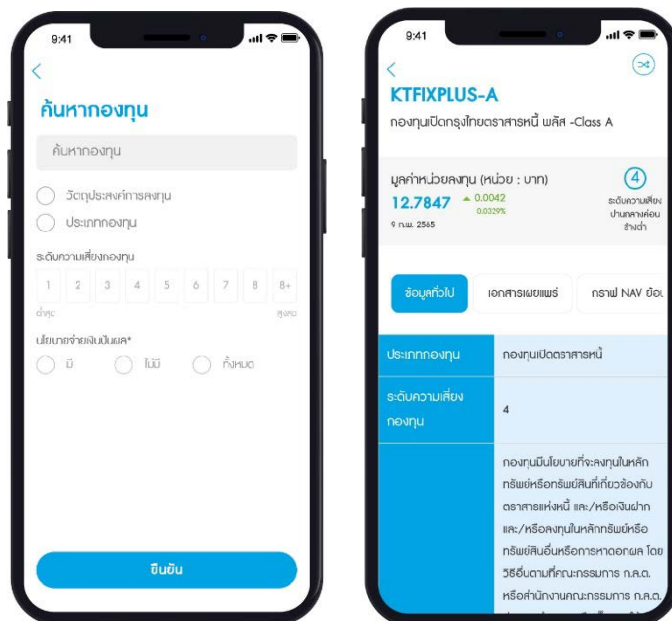 9:41
ค้นหากองทุน
ค้นหากองทุน
วัตถุประสงค์การลงทุน
ประเภทกองทุน
ระดับความเสี่ยงกองทุน
1 2 3 4 5 6 7 8 8+
ต่ำสุด สูงสุด
นโยบายจ่ายเงินปันผล*
มี ไม่มี ทั้งหมด
ยืนยัน
9:41
KTFIXPLUS-A
กองทุนเปิดกรุงไทยตราสารหนี้ พลัส -Class A
มูลค่าหน่วยลงทุน (หน่วย : บาท)
12.7847 0.0042
0.0329%
9 ก.พ. 2565
4
ระดับความเสี่ยง
ปานกลางค่อน
ข้างต่ำ
ข้อมูลทั่วไป เอกสารเผยแพร่ กราฟ NAV ย้อ
ประเภทกองทุน กองทุนเปิดตราสารหนี้
ระดับความเสี่ยง
กองทุน
4
กองทุนมีนโยบายที่จะลงทุนในหลัก
ทรัพย์หรือทรัพย์สินที่เกี่ยวข้องกับ
ตราสารแห่งหนี้ และ/หรือเงินฝาก
และ/หรือลงทุนในหลักทรัพย์หรือ
ทรัพย์สินอื่นหรือการหาดอกผล โดย
วิธีอื่นตามที่คณะกรรมการ ก.ล.ต.
หรือสำนักงานคณะกรรมการ ก.ล.ต.